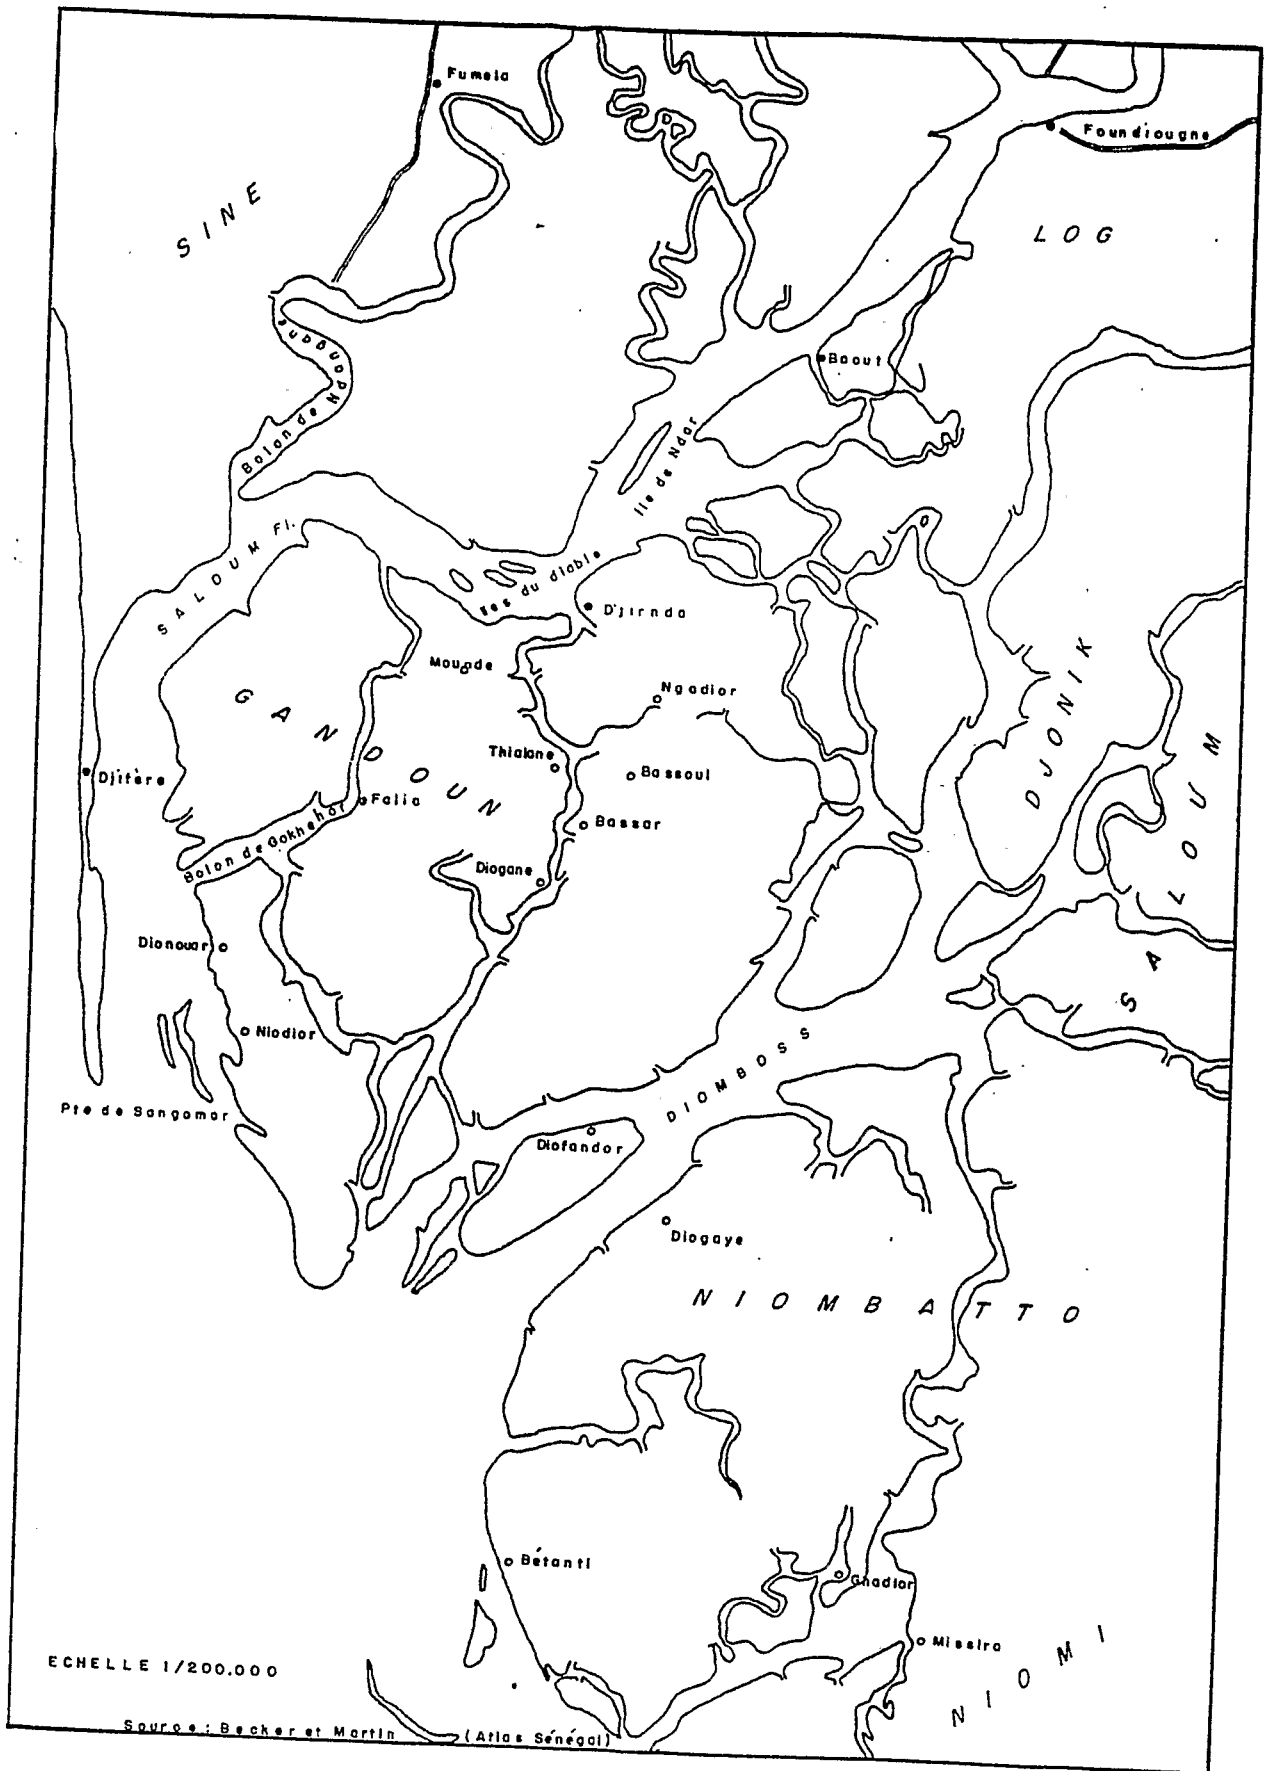 Fumela
Foundiougne
SINE
LOG
Bolon de Ndangane
Baout
Ile de Ndar
SALOUM Fl.
Iles du diable
D'jirnda
Mounde
DJONIK
GANDOUN
Ngadior
Thialane
Bassoul
Djifère
Falia
Bassar
SALOUM
Bolon de Gokhehor
Diogane
Dionouar
Niodior
DIOMBOSS
Pte de Sangomar
Diofandor
Diogaye
NIOMBATTO
Bétanti
Gnadior
Missira
NIOMI
ECHELLE 1/200.000
Source: Becker et Martin (Atlas Sénégal)